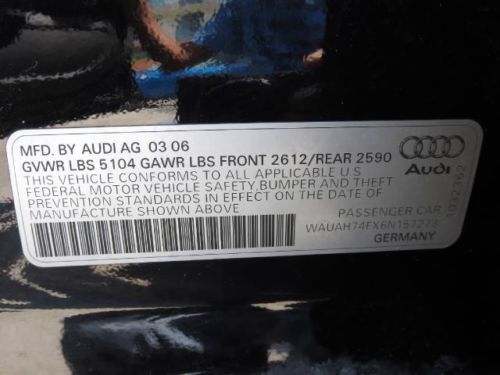 MFD. BY AUDI AG 03 06
GVWR LBS 5104 GAWR LBS FRONT 2612/REAR 2590
THIS VEHICLE CONFORMS TO ALL APPLICABLE U S
FEDERAL MOTOR VEHICLE SAFETY, BUMPER AND THEFT
PREVENTION STANDARDS IN EFFECT ON THE DATE OF
MANUFACTURE SHOWN ABOVE
Audi
PASSENGER CAR
WAUAH74FX6N157273
GERMANY
1032362